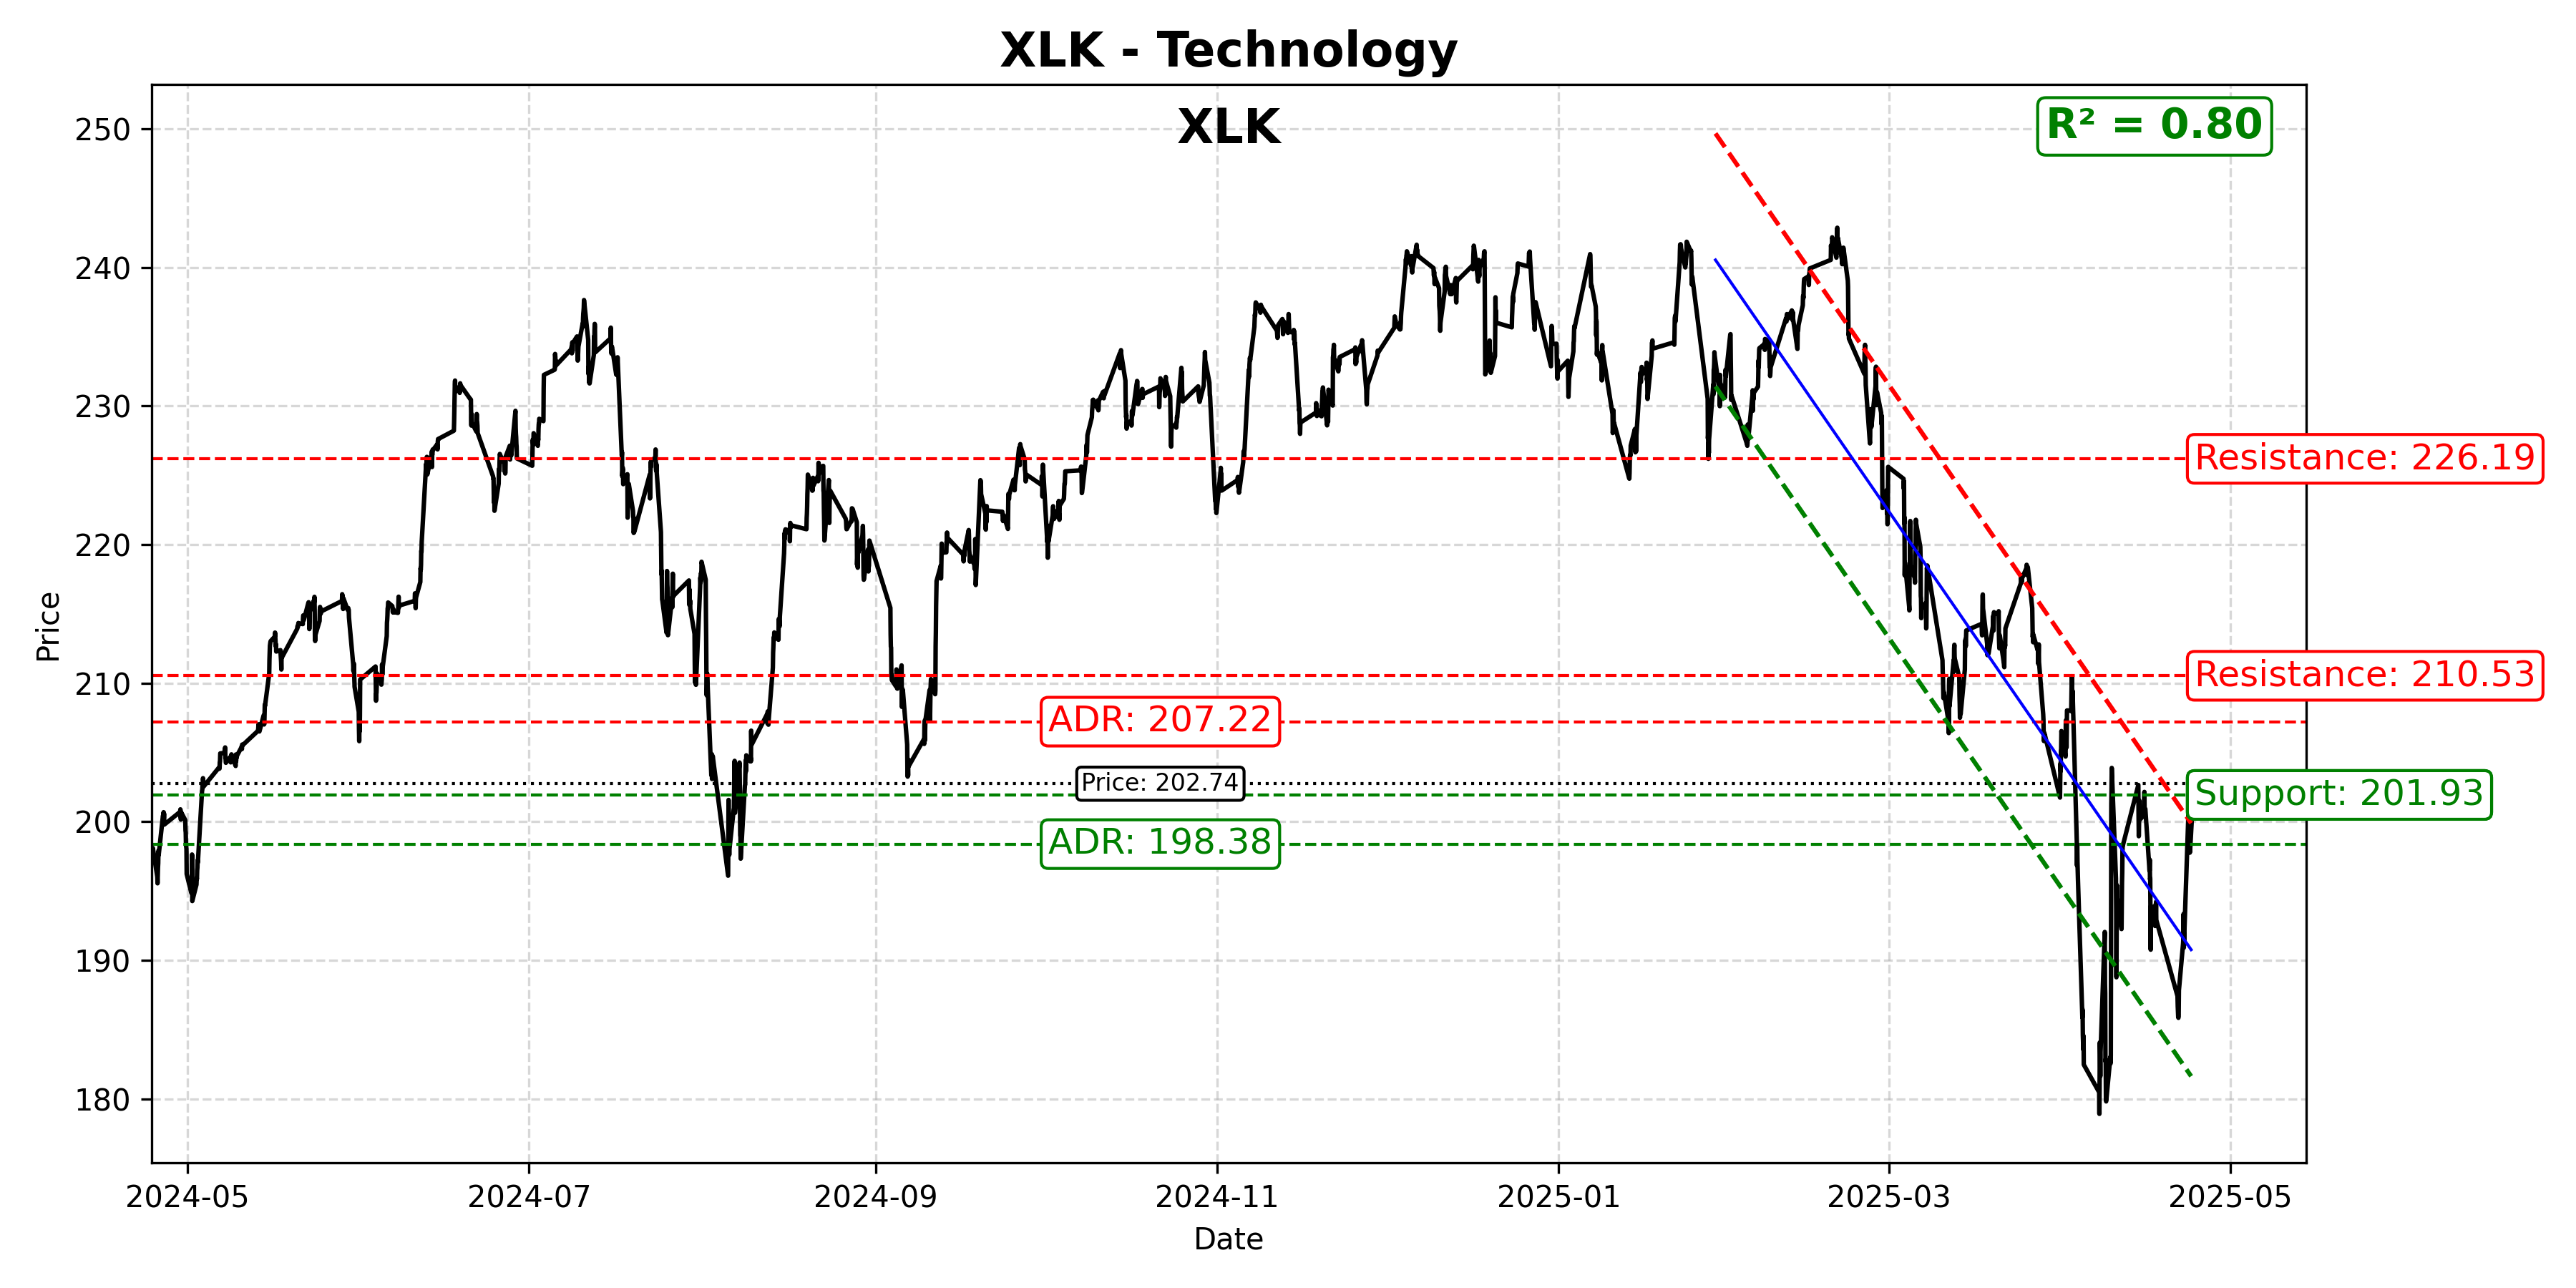 XLK - Technology
XLK
R² = 0.80
250
240
230
220
210
200
190
180
Price
Resistance: 226.19
Resistance: 210.53
ADR: 207.22
Price: 202.74
Support: 201.93
ADR: 198.38
2024-05
2024-07
2024-09
2024-11
2025-01
2025-03
2025-05
Date